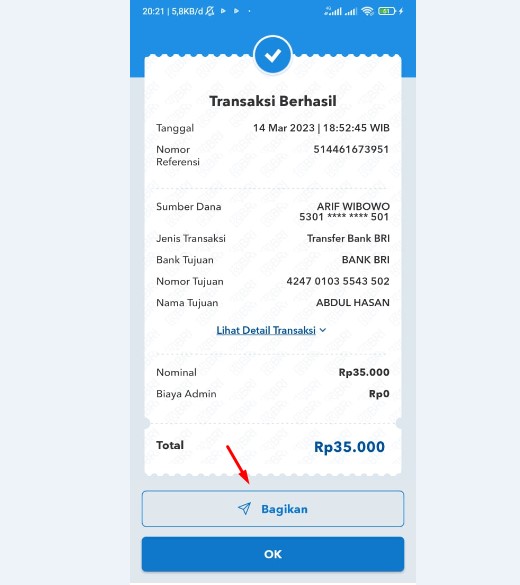 20:21 | 5,8KB/d
61
Transaksi Berhasil
Tanggal 14 Mar 2023 | 18:52:45 WIB
Nomor Referensi 514461673951
Sumber Dana ARIF WIBOWO
5301 **** **** 501
Jenis Transaksi Transfer Bank BRI
Bank Tujuan BANK BRI
Nomor Tujuan 4247 0103 5543 502
Nama Tujuan ABDUL HASAN
Lihat Detail Transaksi
Nominal Rp35.000
Biaya Admin Rp0
Total Rp35.000
Bagikan
OK